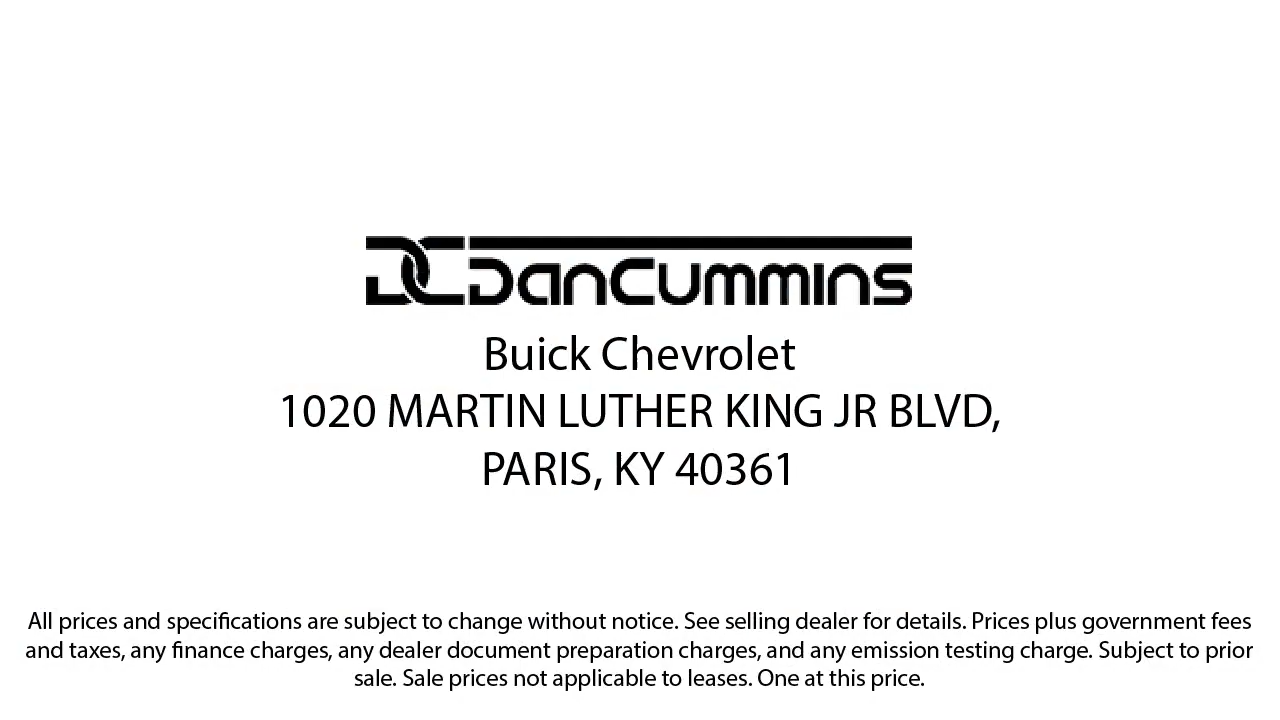 DC DanCummins
Buick Chevrolet
1020 MARTIN LUTHER KING JR BLVD,
PARIS, KY 40361
All prices and specifications are subject to change without notice. See selling dealer for details. Prices plus government fees
and taxes, any finance charges, any dealer document preparation charges, and any emission testing charge. Subject to prior
sale. Sale prices not applicable to leases. One at this price.